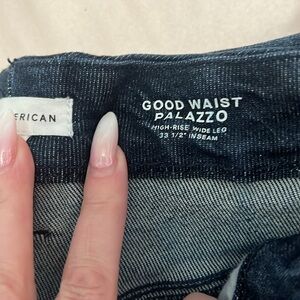 ERICAN
GOOD WAIST
PALAZZO
HIGH-RISE WIDE LEG
33 1/2" INSEAM